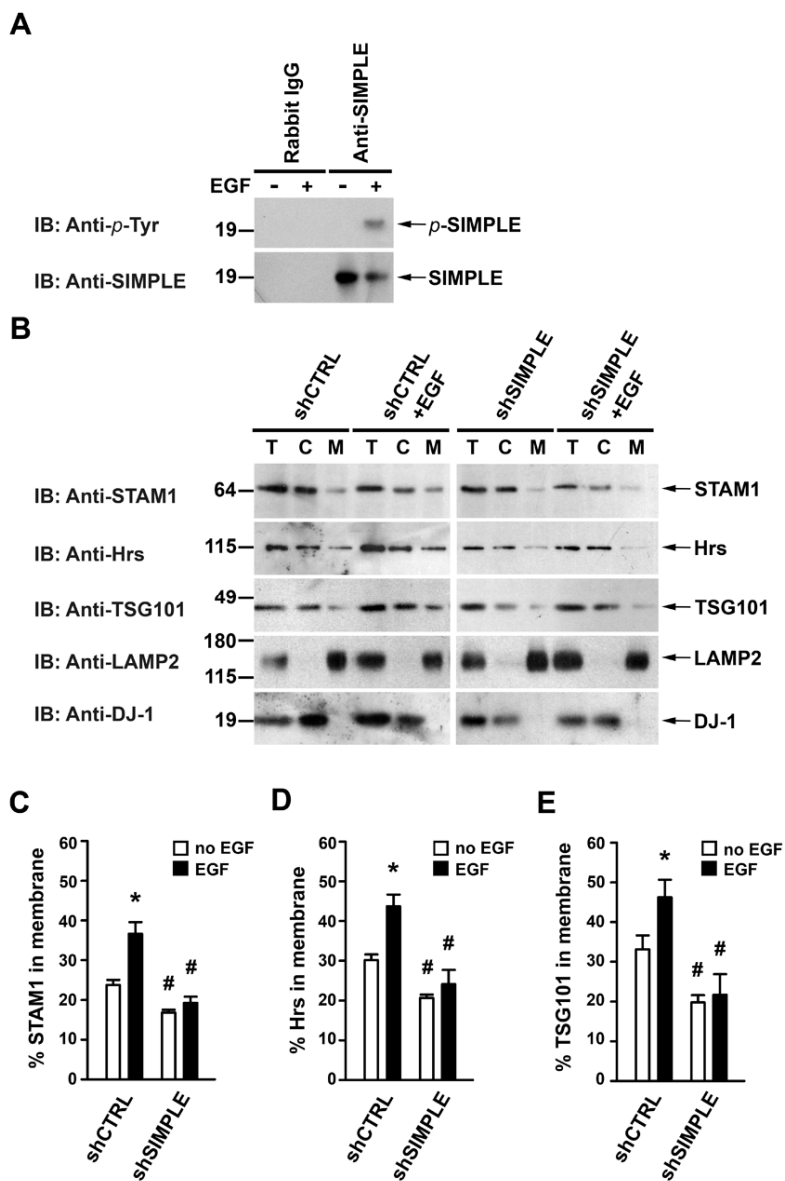 A
Rabbit IgG
Anti-SIMPLE
EGF - + - +
IB: Anti-p-Tyr 19 p-SIMPLE
IB: Anti-SIMPLE 19 SIMPLE
B
shCTRL
shCTRL +EGF
shSIMPLE
shSIMPLE +EGF
T C M T C M T C M T C M
IB: Anti-STAM1 64 STAM1
IB: Anti-Hrs 115 Hrs
IB: Anti-TSG101 49 TSG101
IB: Anti-LAMP2 180 115 LAMP2
IB: Anti-DJ-1 19 DJ-1
C
% STAM1 in membrane
60
50
40
30
20
10
0
no EGF
EGF
*
# #
shCTRL
shSIMPLE
D
% Hrs in membrane
60
50
40
30
20
10
0
no EGF
EGF
*
# #
shCTRL
shSIMPLE
E
% TSG101 in membrane
60
50
40
30
20
10
0
no EGF
EGF
*
# #
shCTRL
shSIMPLE